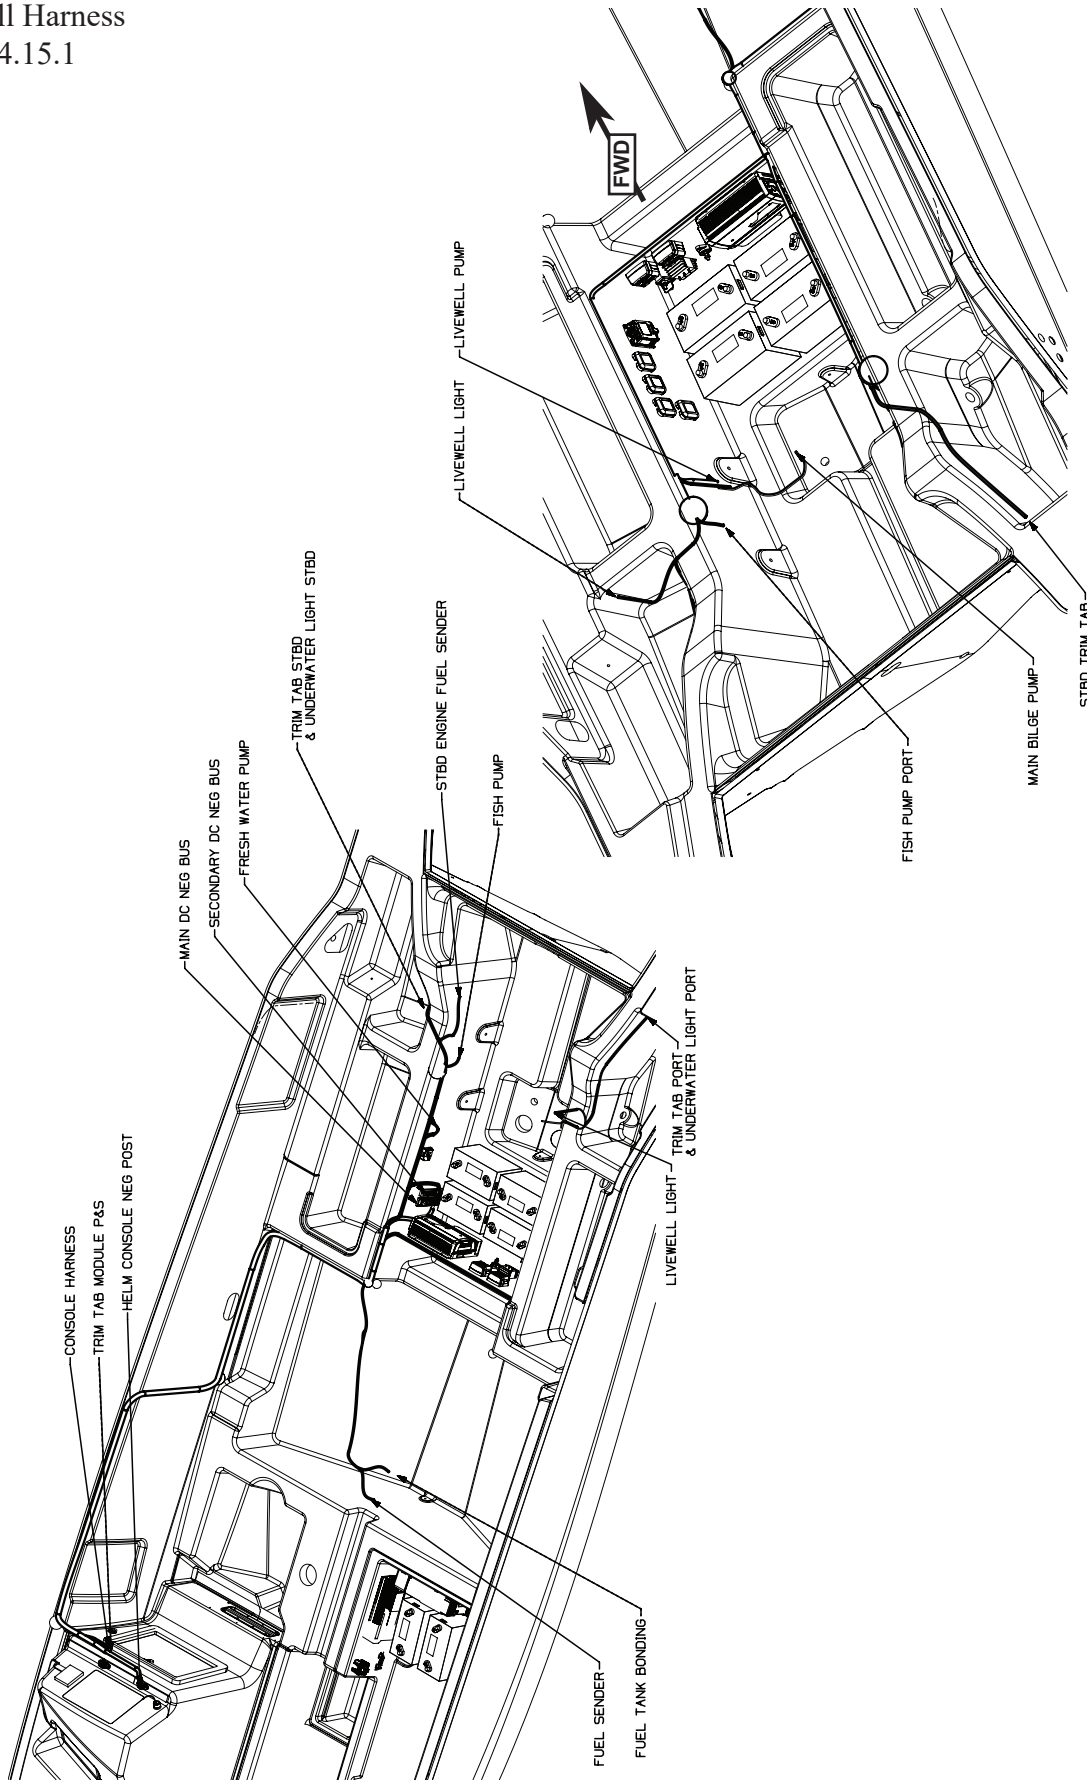 ll Harness
4.15.1
FWD
LIVEWELL PUMP
LIVEWELL LIGHT
FISH PUMP PORT
MAIN BILGE PUMP
STBD TRIM TAB
TRIM TAB STBD
& UNDERWATER LIGHT STBD
STBD ENGINE FUEL SENDER
FISH PUMP
MAIN DC NEG BUS
SECONDARY DC NEG BUS
FRESH WATER PUMP
CONSOLE HARNESS
TRIM TAB MODULE P&S
HELM CONSOLE NEG POST
TRIM TAB PORT
& UNDERWATER LIGHT PORT
LIVEWELL LIGHT
FUEL SENDER
FUEL TANK BONDING